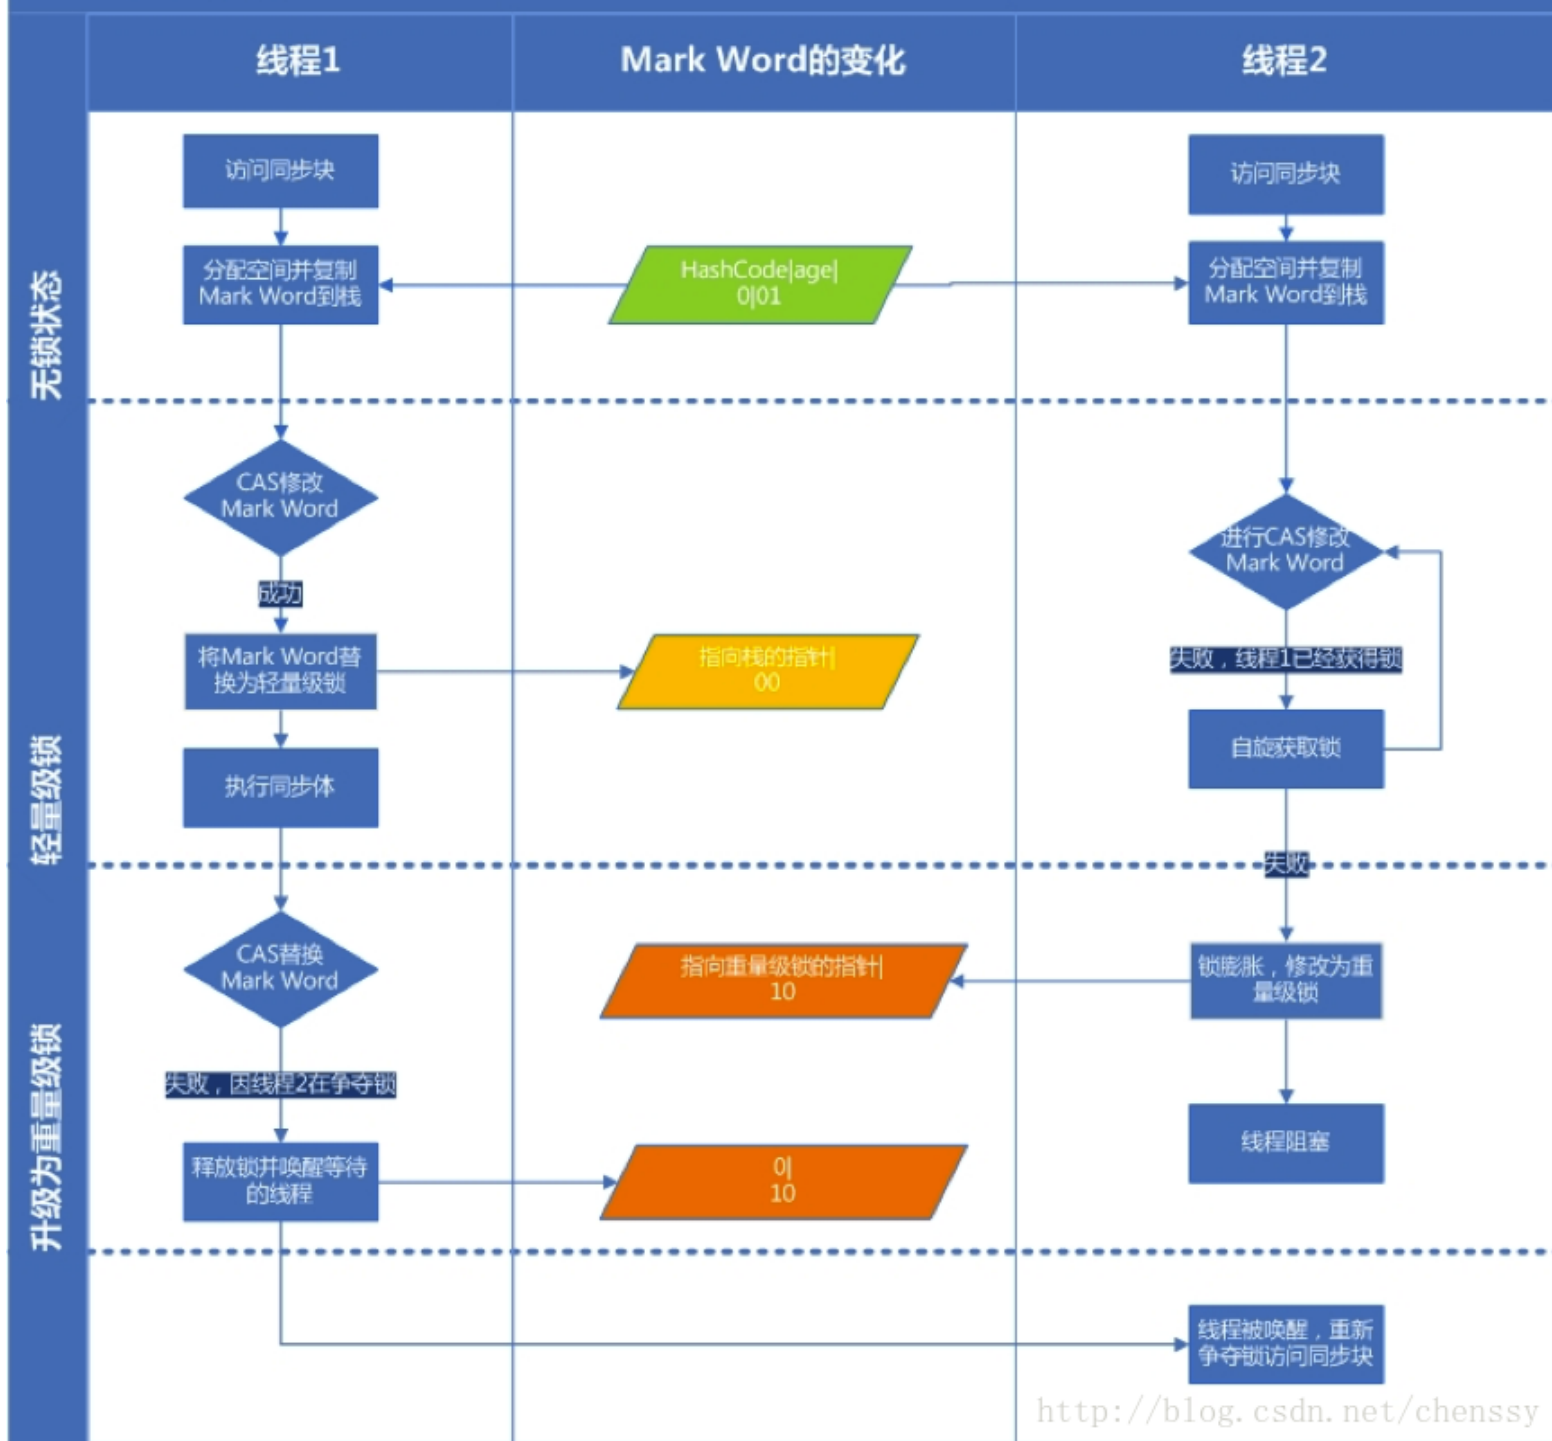 线程1
Mark Word的变化
线程2
无锁状态
访问同步块
访问同步块
分配空间并复制
Mark Word到栈
HashCode|age|
0|01
分配空间并复制
Mark Word到栈
轻量级锁
CAS修改
Mark Word
进行CAS修改
Mark Word
成功
失败，线程1已经获得锁
将Mark Word替
换为轻量级锁
指向栈的指针|
00
自旋获取锁
执行同步体
失败
升级为重量级锁
CAS替换
Mark Word
指向重量级锁的指针|
10
锁膨胀，修改为重
量级锁
失败，因线程2在争夺锁
线程阻塞
释放锁并唤醒等待
的线程
0|
10
线程被唤醒，重新
争夺锁访问同步块
http://blog.csdn.net/chenssy